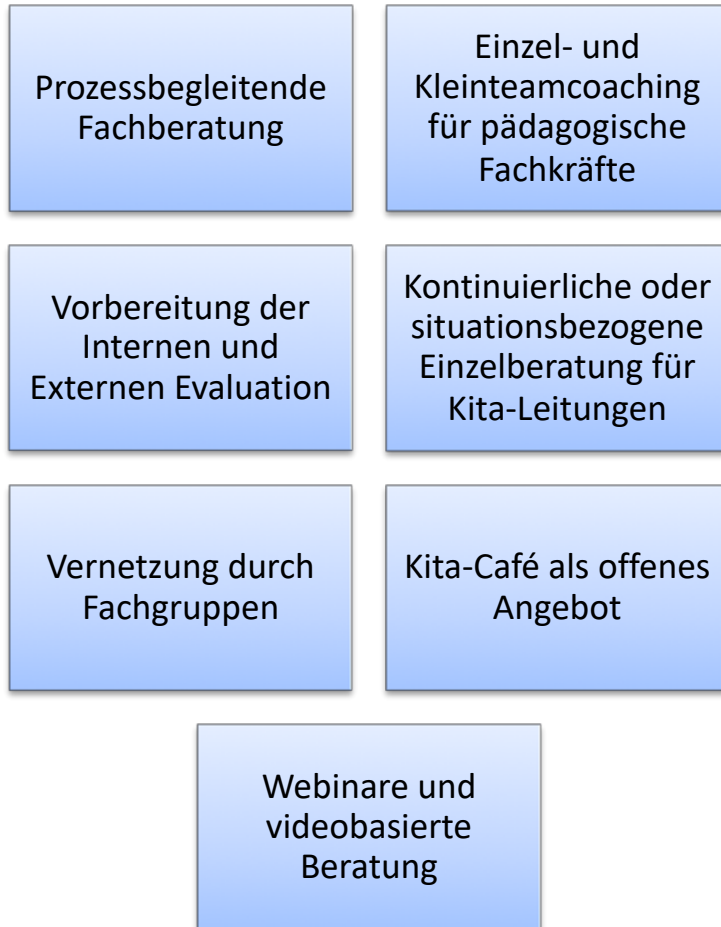 Prozessbegleitende
Fachberatung
Einzel- und
Kleinteamcoaching
für pädagogische
Fachkräfte
Vorbereitung der
Internen und
Externen Evaluation
Kontinuierliche oder
situationsbezogene
Einzelberatung für
Kita-Leitungen
Vernetzung durch
Fachgruppen
Kita-Café als offenes
Angebot
Webinare und
videobasierte
Beratung